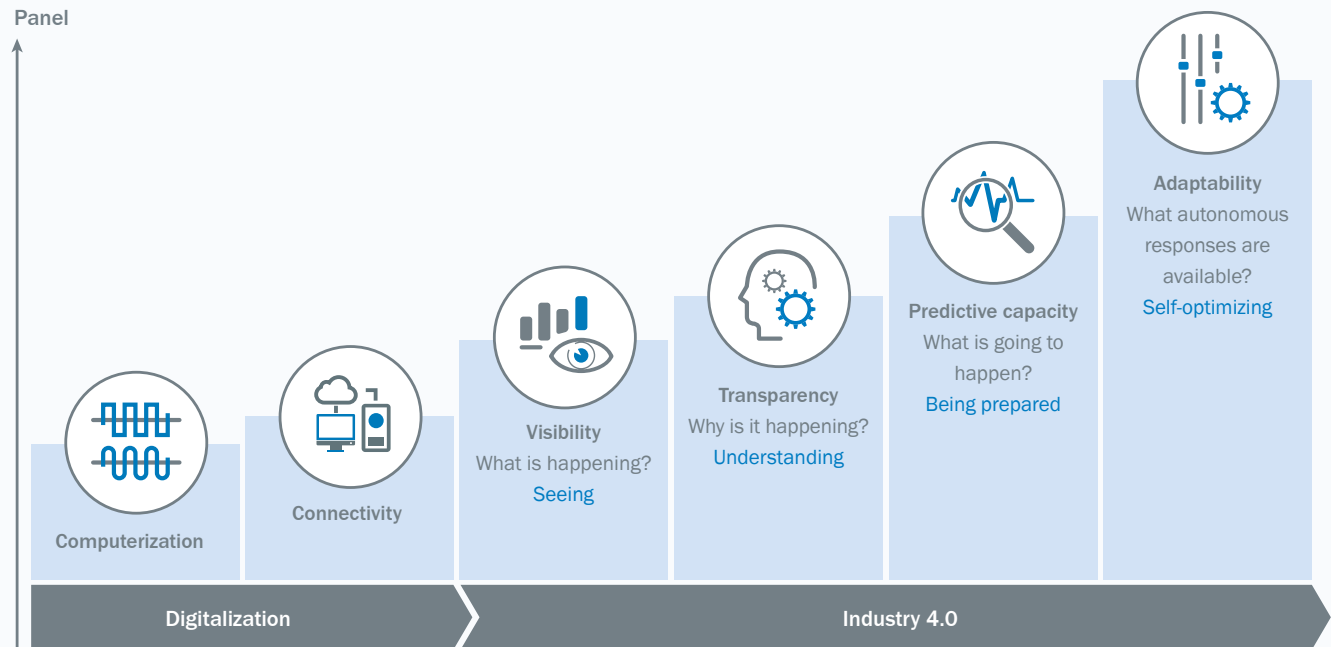 Panel
Computerization
Connectivity
Visibility
What is happening?
Seeing
Transparency
Why is it happening?
Understanding
Predictive capacity
What is going to
happen?
Being prepared
Adaptability
What autonomous
responses are
available?
Self-optimizing
Digitalization
Industry 4.0